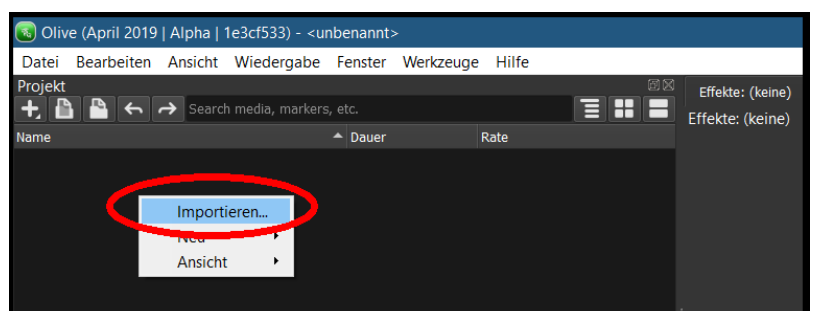 Olive (April 2019 | Alpha | 1e3cf533) - <unbenannt>
Datei Bearbeiten Ansicht Wiedergabe Fenster Werkzeuge Hilfe
Projekt
Search media, markers, etc.
Effekte: (keine)
Effekte: (keine)
Name Dauer Rate
Importieren...
Neu
Ansicht